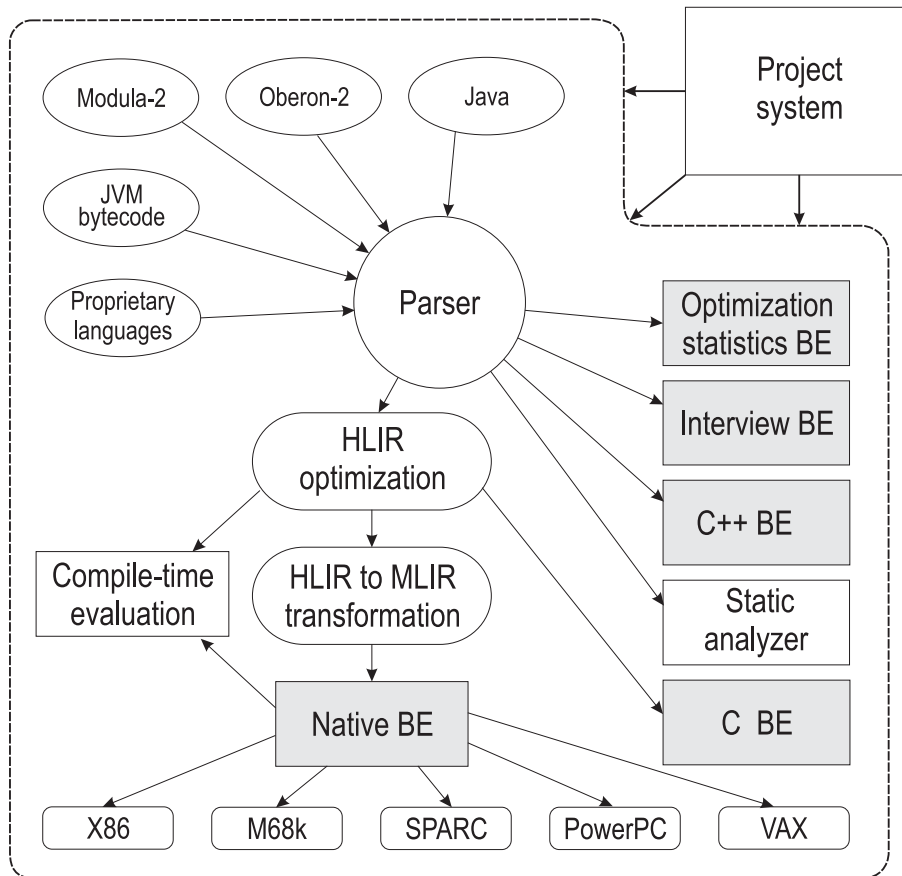 Project
system
Modula-2
Oberon-2
Java
JVM
bytecode
Proprietary
languages
Parser
Optimization
statistics BE
Interview BE
HLIR
optimization
C++ BE
Compile-time
evaluation
HLIR to MLIR
transformation
Static
analyzer
Native BE
C BE
X86
M68k
SPARC
PowerPC
VAX